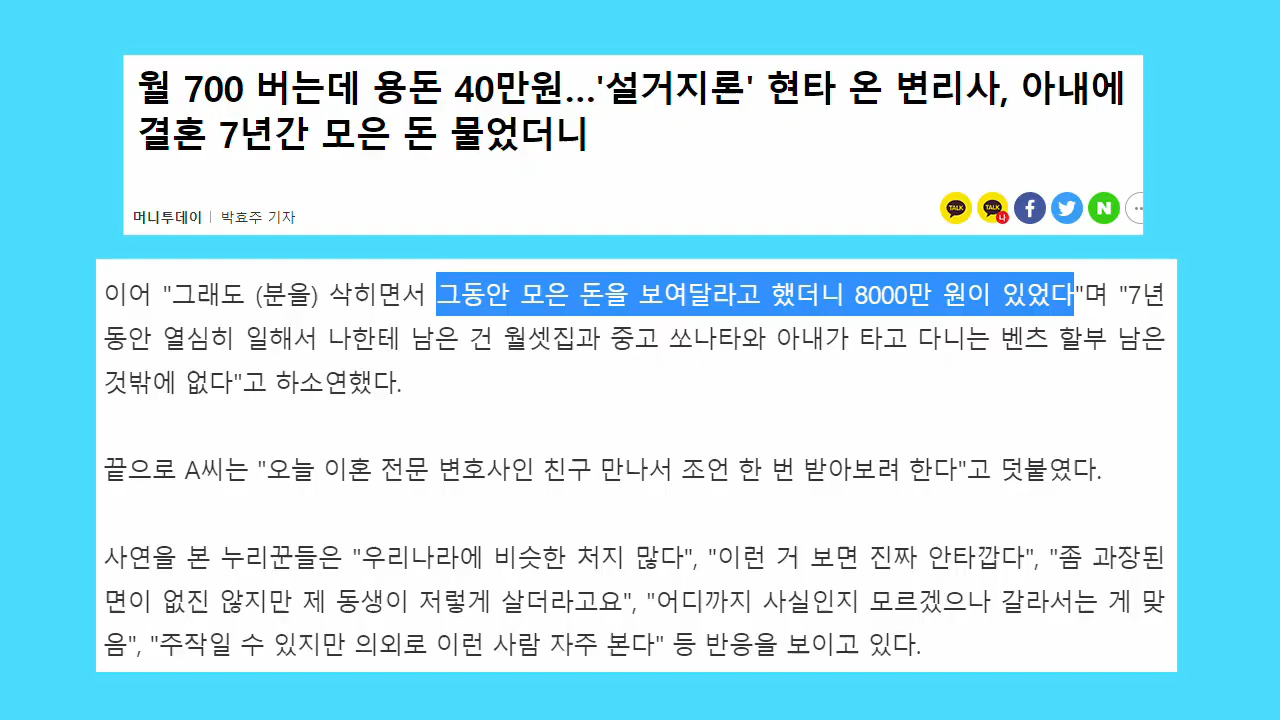 월 700 버는데 용돈 40만원...'설거지론' 현타 온 변리사, 아내에
결혼 7년간 모은 돈 물었더니
머니투데이 | 박효주 기자
TALK
TALK
나
f
N
이어 "그래도 (분을) 삭히면서 그동안 모은 돈을 보여달라고 했더니 8000만 원이 있었다"며 "7년
동안 열심히 일해서 나한테 남은 건 월셋집과 중고 쏘나타와 아내가 타고 다니는 벤츠 할부 남은
것밖에 없다"고 하소연했다.
끝으로 A씨는 "오늘 이혼 전문 변호사인 친구 만나서 조언 한 번 받아보려 한다"고 덧붙였다.
사연을 본 누리꾼들은 "우리나라에 비슷한 처지 많다", "이런 거 보면 진짜 안타깝다", "좀 과장된
면이 없진 않지만 제 동생이 저렇게 살더라고요", "어디까지 사실인지 모르겠으나 갈라서는 게 맞
음", "주작일 수 있지만 의외로 이런 사람 자주 본다" 등 반응을 보이고 있다.